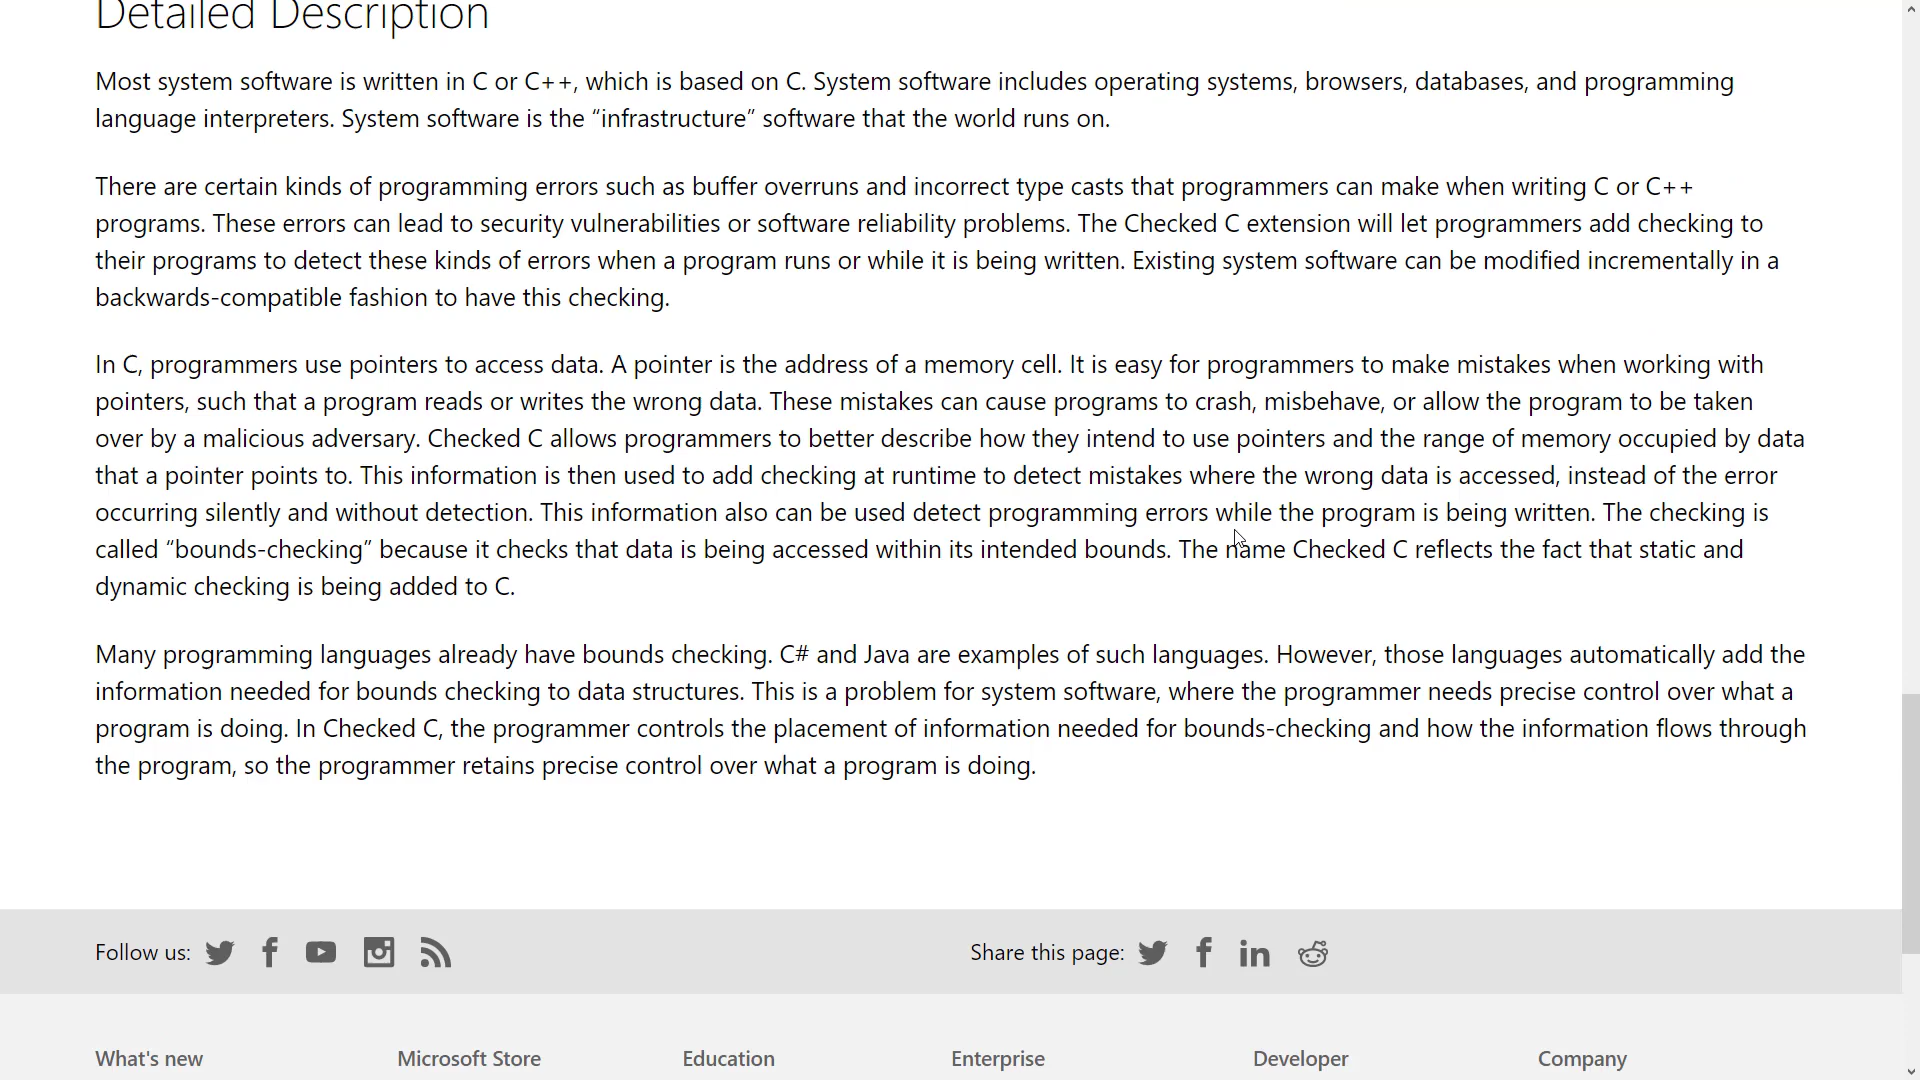 Detailed Description
Most system software is written in C or C++, which is based on C. System software includes operating systems, browsers, databases, and programming
language interpreters. System software is the “infrastructure” software that the world runs on.
There are certain kinds of programming errors such as buffer overruns and incorrect type casts that programmers can make when writing C or C++
programs. These errors can lead to security vulnerabilities or software reliability problems. The Checked C extension will let programmers add checking to
their programs to detect these kinds of errors when a program runs or while it is being written. Existing system software can be modified incrementally in a
backwards-compatible fashion to have this checking.
In C, programmers use pointers to access data. A pointer is the address of a memory cell. It is easy for programmers to make mistakes when working with
pointers, such that a program reads or writes the wrong data. These mistakes can cause programs to crash, misbehave, or allow the program to be taken
over by a malicious adversary. Checked C allows programmers to better describe how they intend to use pointers and the range of memory occupied by data
that a pointer points to. This information is then used to add checking at runtime to detect mistakes where the wrong data is accessed, instead of the error
occurring silently and without detection. This information also can be used detect programming errors while the program is being written. The checking is
called “bounds-checking” because it checks that data is being accessed within its intended bounds. The name Checked C reflects the fact that static and
dynamic checking is being added to C.
Many programming languages already have bounds checking. C# and Java are examples of such languages. However, those languages automatically add the
information needed for bounds checking to data structures. This is a problem for system software, where the programmer needs precise control over what a
program is doing. In Checked C, the programmer controls the placement of information needed for bounds-checking and how the information flows through
the program, so the programmer retains precise control over what a program is doing.
Follow us:
Share this page:
What's new Microsoft Store Education Enterprise Developer Company